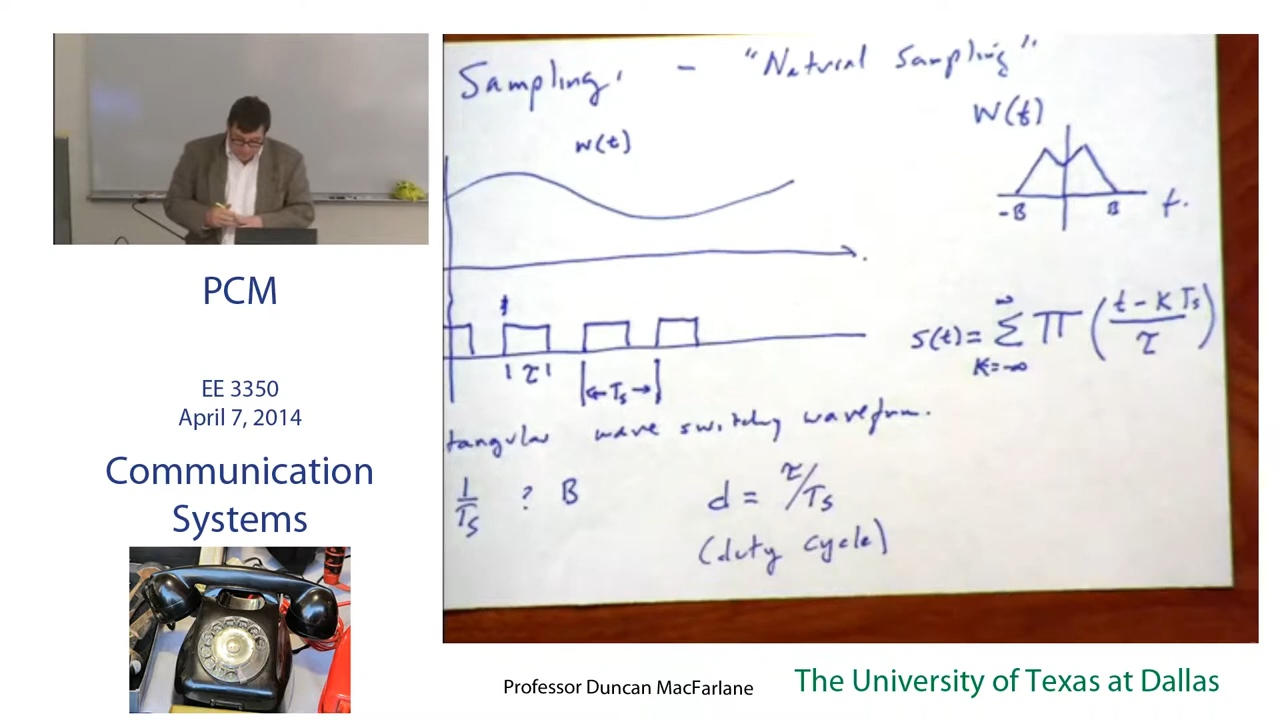 PCM
EE 3350
April 7, 2014
Communication
Systems
Sampling, - "Natural Sampling"
w(t)
W(f)
-B B f.
s(t) = ∞ Σ K=-∞ Π ( t - K Ts / τ )
τ
Ts
tangular wave switching waveform.
1/Ts ? B
d = τ/Ts
(duty cycle)
Professor Duncan MacFarlane
The University of Texas at Dallas